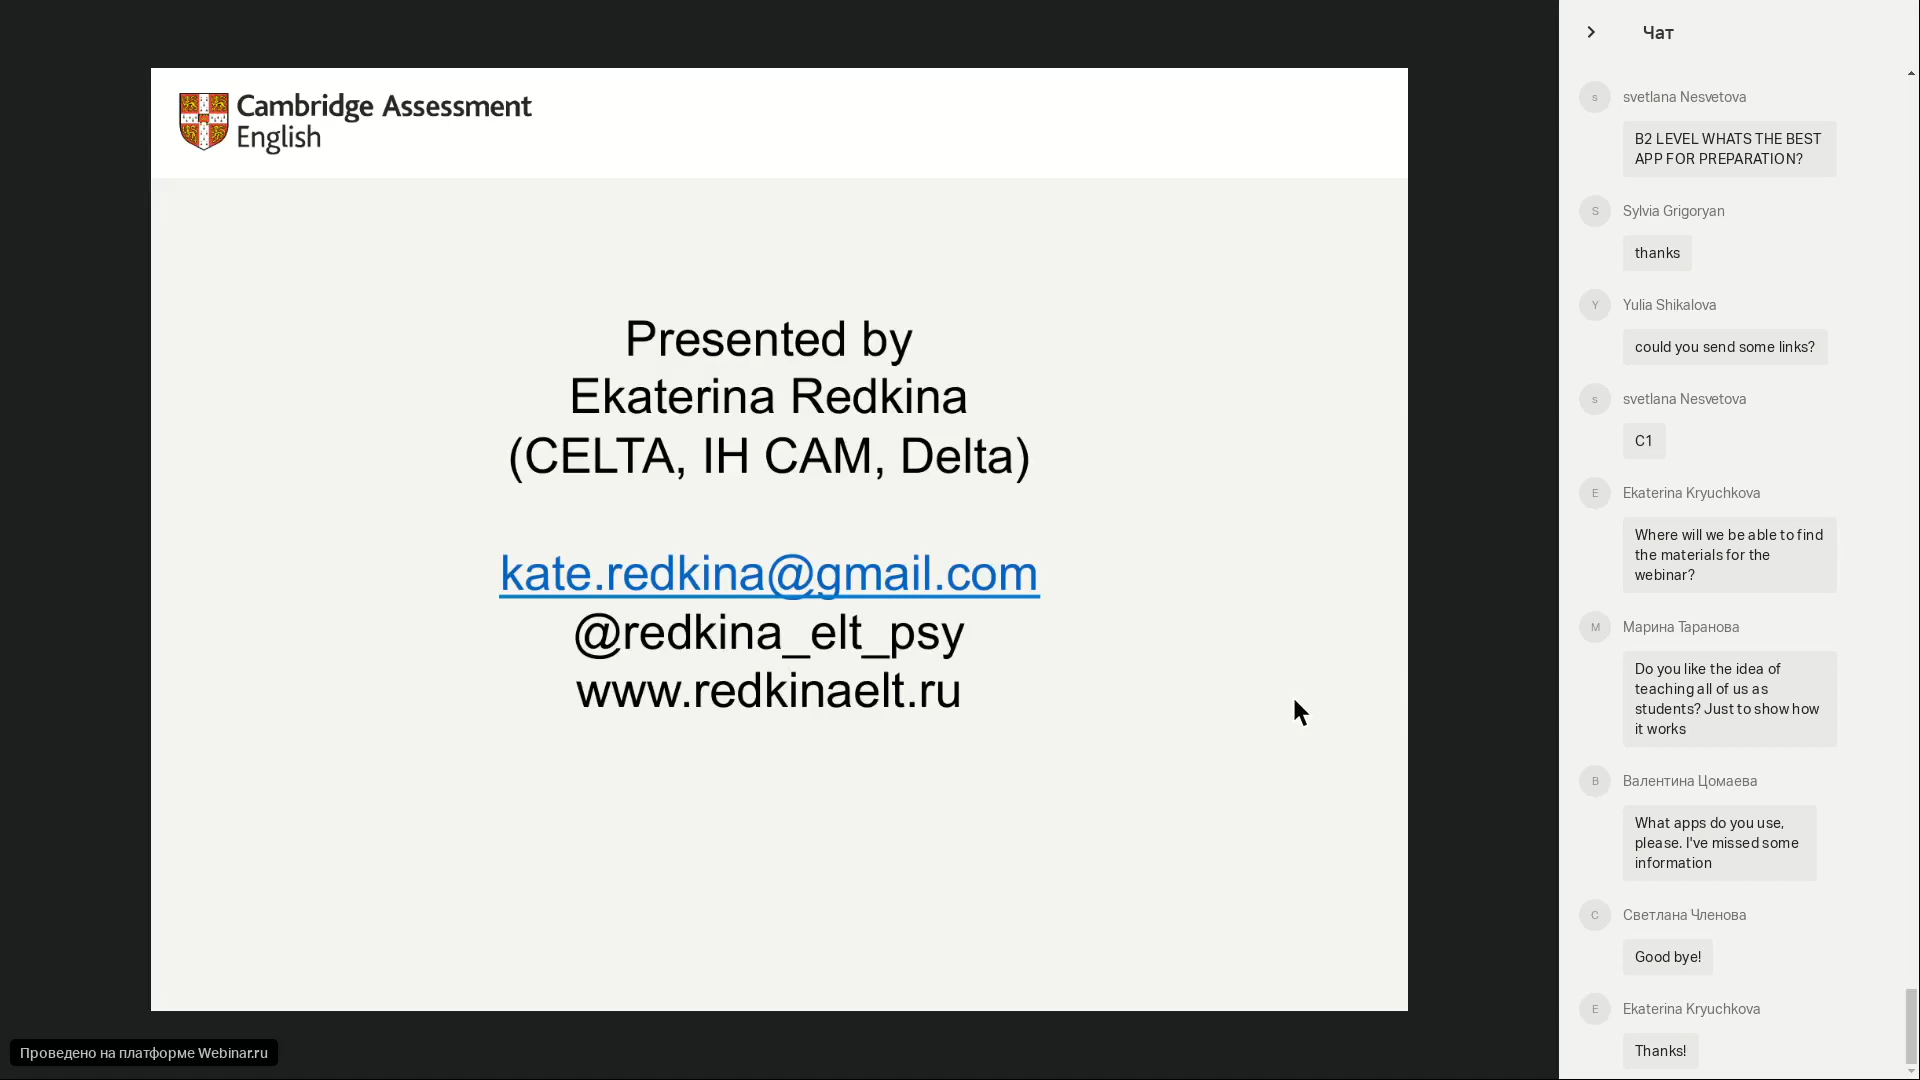 Cambridge Assessment
English
Presented by
Ekaterina Redkina
(CELTA, IH CAM, Delta)
kate.redkina@gmail.com
@redkina_elt_psy
www.redkinaelt.ru
Проведено на платформе Webinar.ru
Чат
s
svetlana Nesvetova
B2 LEVEL WHATS THE BEST
APP FOR PREPARATION?
S
Sylvia Grigoryan
thanks
Y
Yulia Shikalova
could you send some links?
s
svetlana Nesvetova
C1
E
Ekaterina Kryuchkova
Where will we be able to find
the materials for the
webinar?
М
Марина Таранова
Do you like the idea of
teaching all of us as
students? Just to show how
it works
В
Валентина Цомаева
What apps do you use,
please. I've missed some
information
С
Светлана Членова
Good bye!
E
Ekaterina Kryuchkova
Thanks!